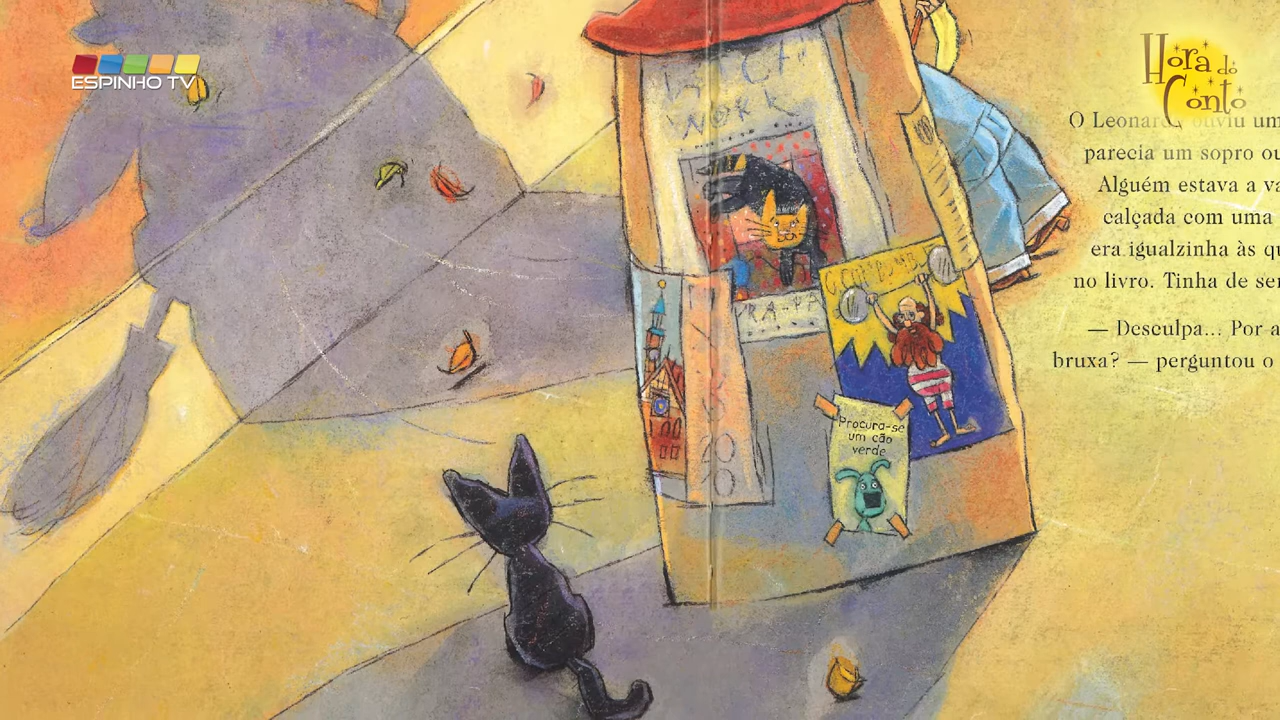 ESPINHO TV
Hora do
Conto
O Leonardo ouviu um
parecia um sopro ou
Alguém estava a va
calçada com uma
era igualzinha às qu
no livro. Tinha de ser
— Desculpa... Por a
bruxa? — perguntou o
Procura-se
um cão
verde